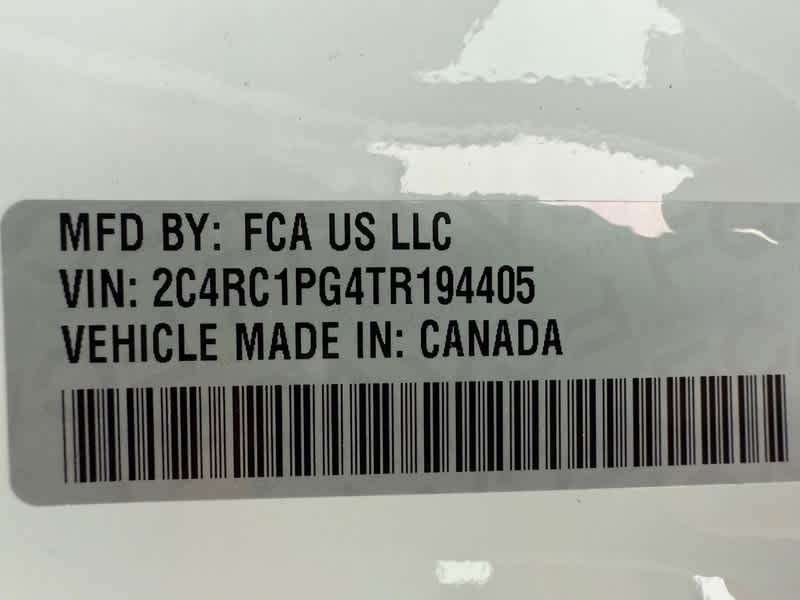 MFD BY: FCA US LLC
VIN: 2C4RC1PG4TR194405
VEHICLE MADE IN: CANADA